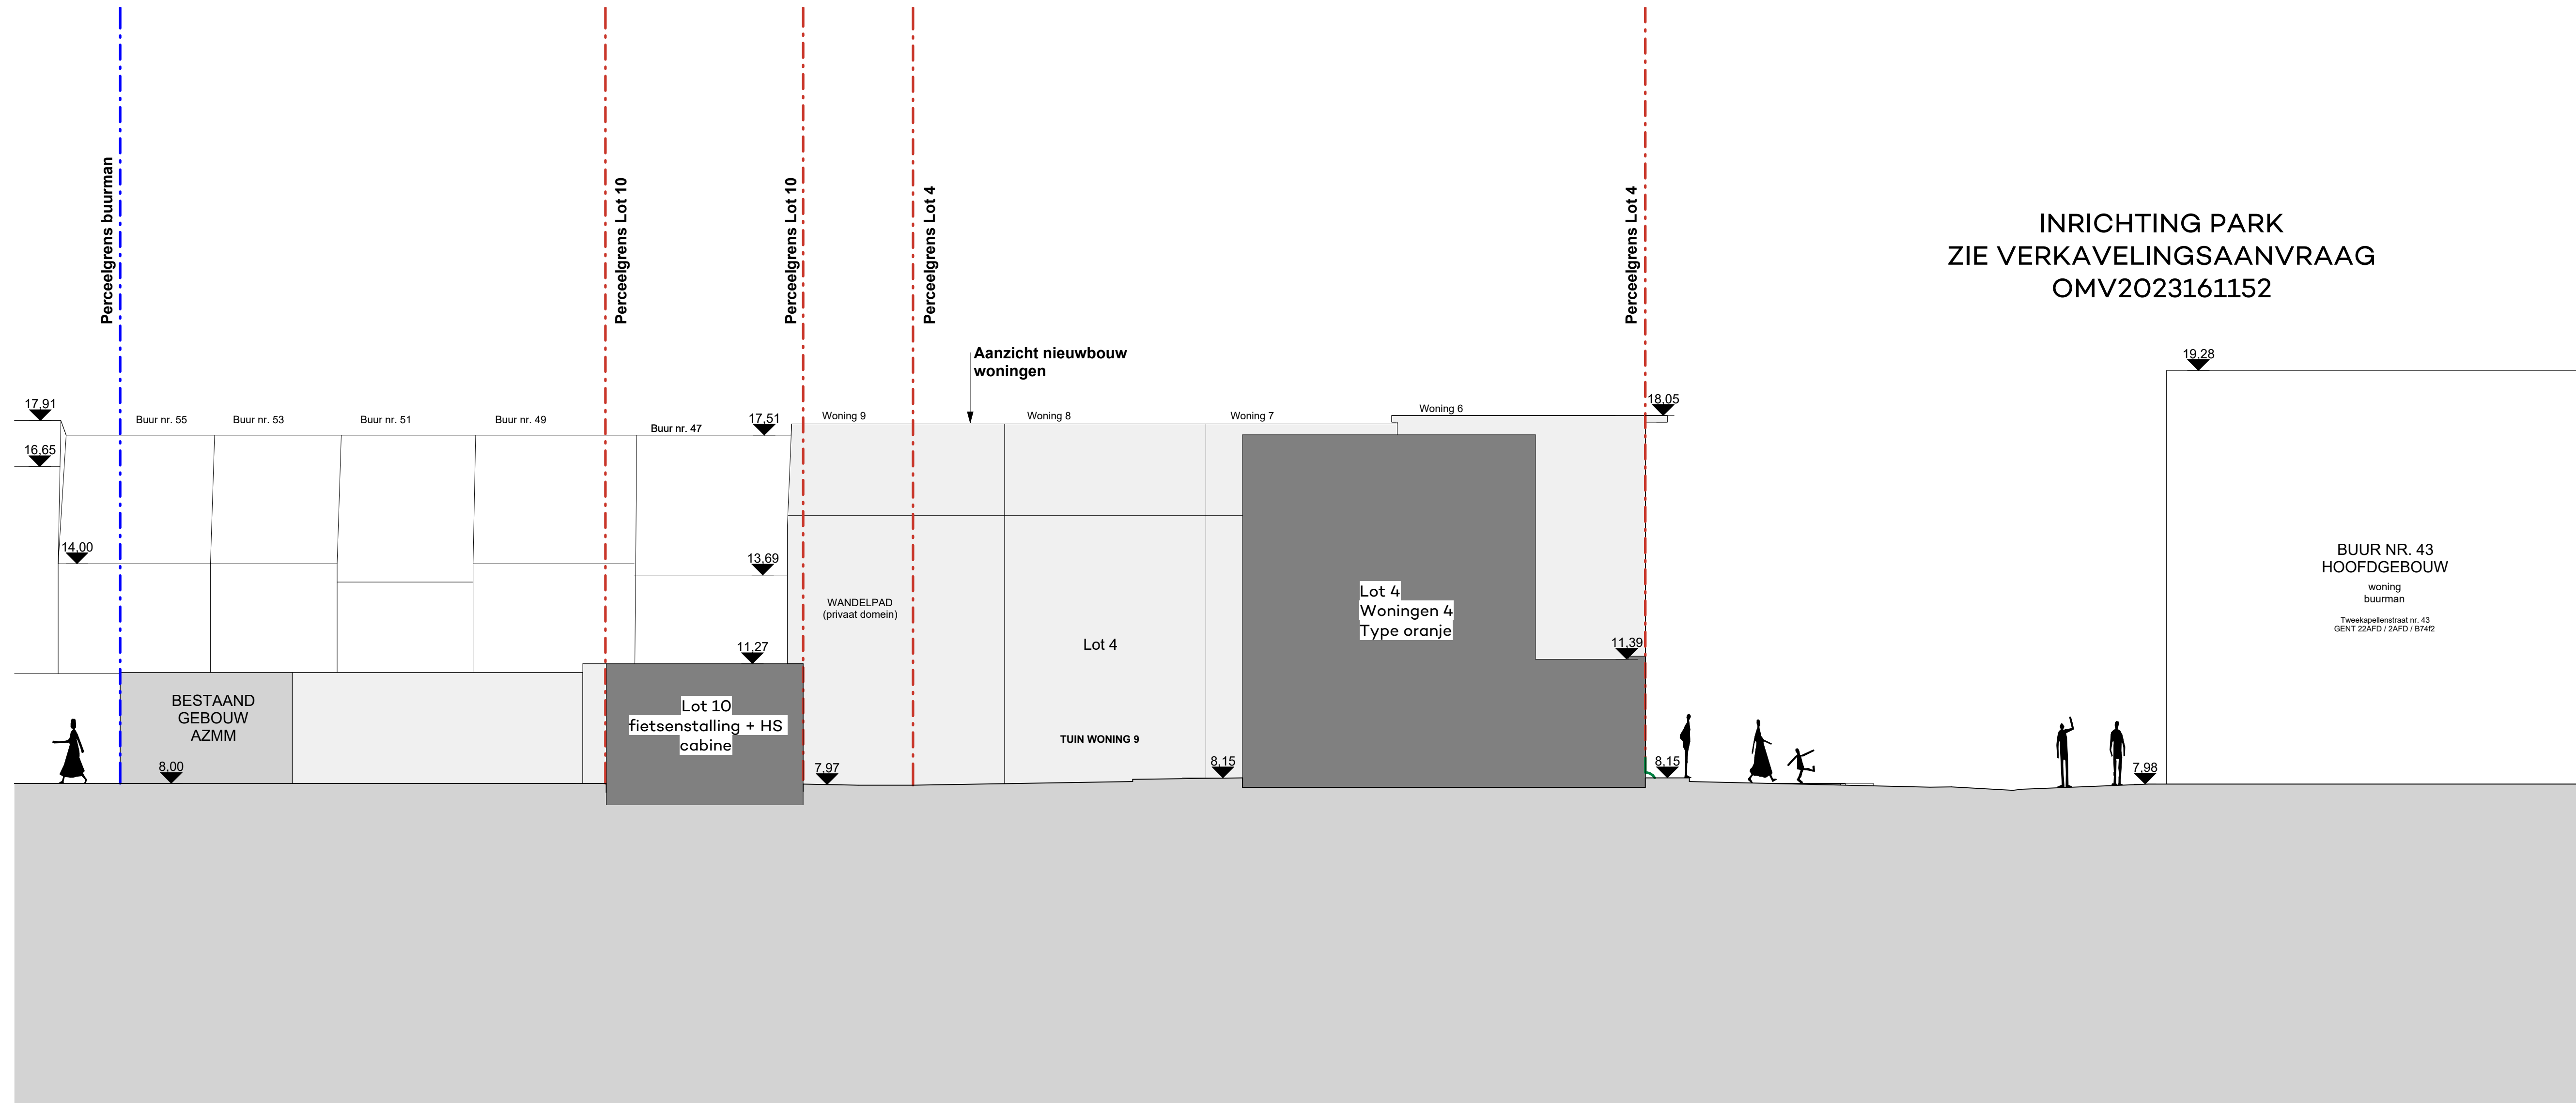 Perceelgrens buurman
Perceelgrens Lot 10
Perceelgrens Lot 10
Perceelgrens Lot 4
Perceelgrens Lot 4
INRICHTING PARK
ZIE VERKAVELINGSAANVRAAG
OMV2023161152
Aanzicht nieuwbouw
woningen
19,28
17,91
16,65
14,00
Buur nr. 55
Buur nr. 53
Buur nr. 51
Buur nr. 49
Buur nr. 47
17,51
Woning 9
Woning 8
Woning 7
Woning 6
18,05
13,69
11,27
WANDELPAD
(privaat domein)
Lot 4
TUIN WONING 9
Lot 4
Woningen 4
Type oranje
11,39
BUUR NR. 43
HOOFDGEBOUW
woning
buurman
Tweekapellenstraat nr. 43
GENT 22AFD / 2AFD / B74f2
BESTAAND
GEBOUW
AZMM
Lot 10
fietsenstalling + HS
cabine
8,00
7,97
8,15
8,15
7,98